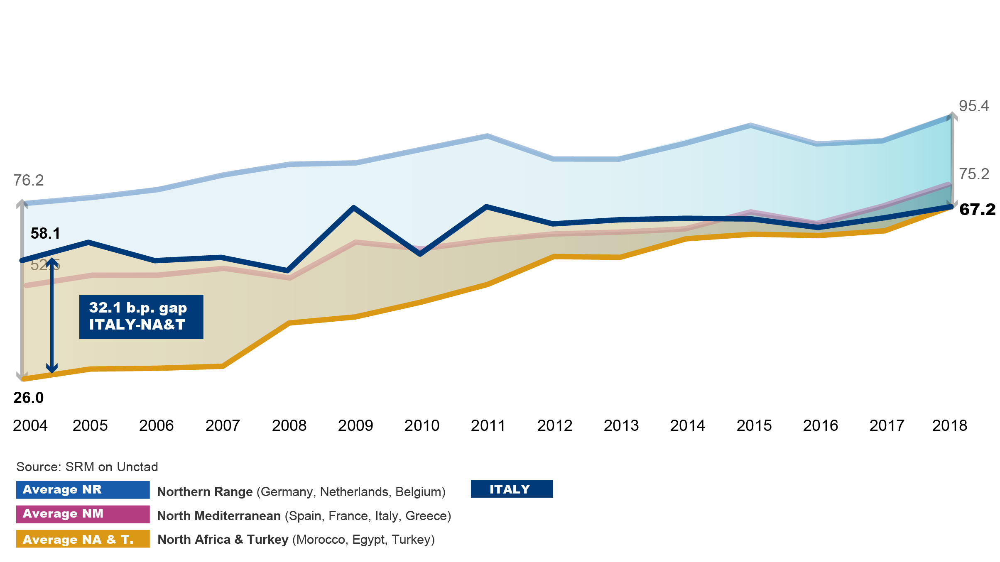 95.4
75.2
76.2
67.2
58.1
52.5
32.1 b.p. gap
ITALY-NA&T
26.0
2004 2005 2006 2007 2008 2009 2010 2011 2012 2013 2014 2015 2016 2017 2018
Source: SRM on Unctad
Average NR Northern Range (Germany, Netherlands, Belgium) ITALY
Average NM North Mediterranean (Spain, France, Italy, Greece)
Average NA & T. North Africa & Turkey (Morocco, Egypt, Turkey)